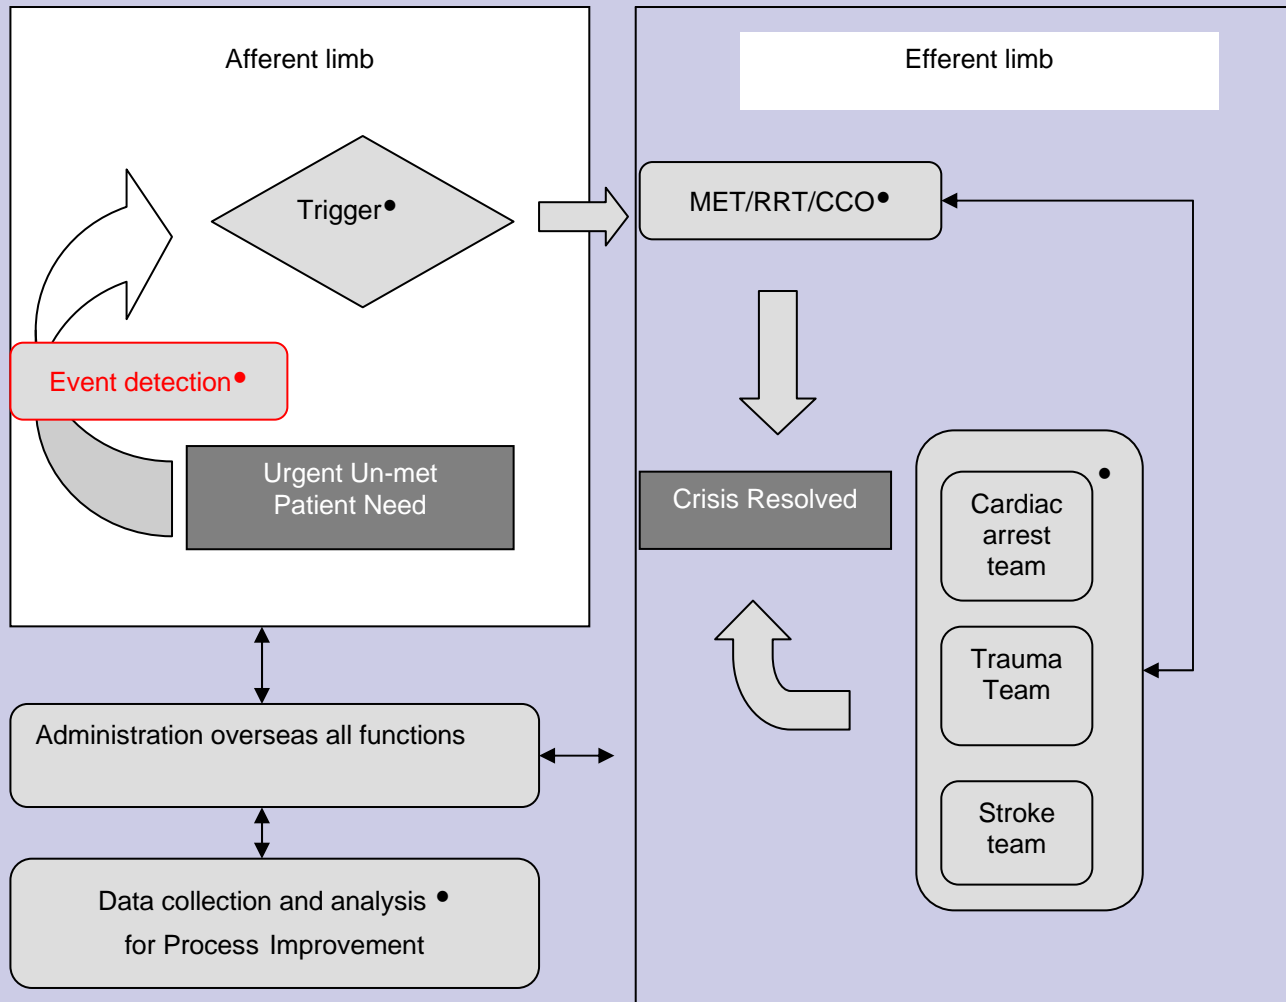 Afferent limb
Efferent limb
Trigger•
MET/RRT/CCO•
Event detection•
Urgent Un-met
Patient Need
Crisis Resolved
•
Cardiac
arrest
team
Trauma
Team
Stroke
team
Administration overseas all functions
Data collection and analysis •
for Process Improvement